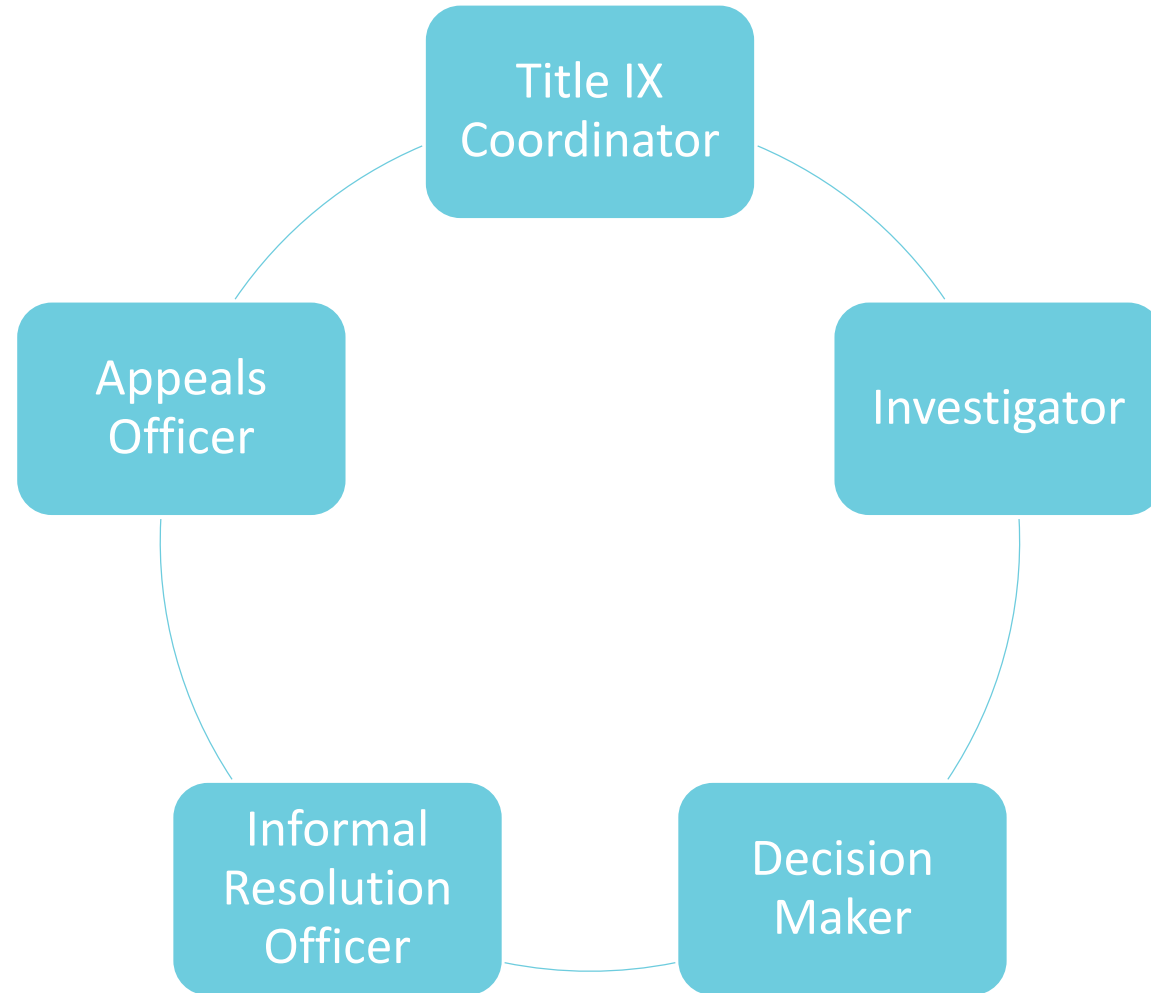 Title IX
Coordinator
Investigator
Decision
Maker
Informal
Resolution
Officer
Appeals
Officer